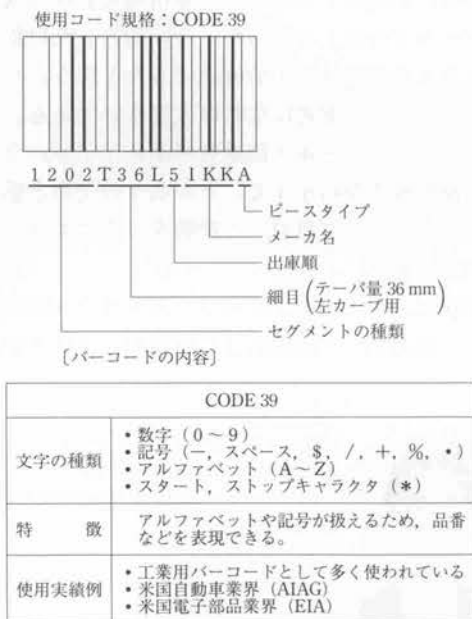 使用コード規格：CODE 39
1202T36L5IKKA
ピースタイプ
メーカ名
出庫順
細目(テーパ量 36 mm
左カーブ用)
セグメントの種類
〔バーコードの内容〕
CODE 39
文字の種類
・数字（0～9）
・記号（－，スペース，$，/，+，%，・）
・アルファベット（A～Z）
・スタート，ストップキャラクタ（*）
特　徴
アルファベットや記号が扱えるため，品番
などを表現できる。
使用実績例
・工業用バーコードとして多く使われている
・米国自動車業界（AIAG）
・米国電子部品業界（EIA）